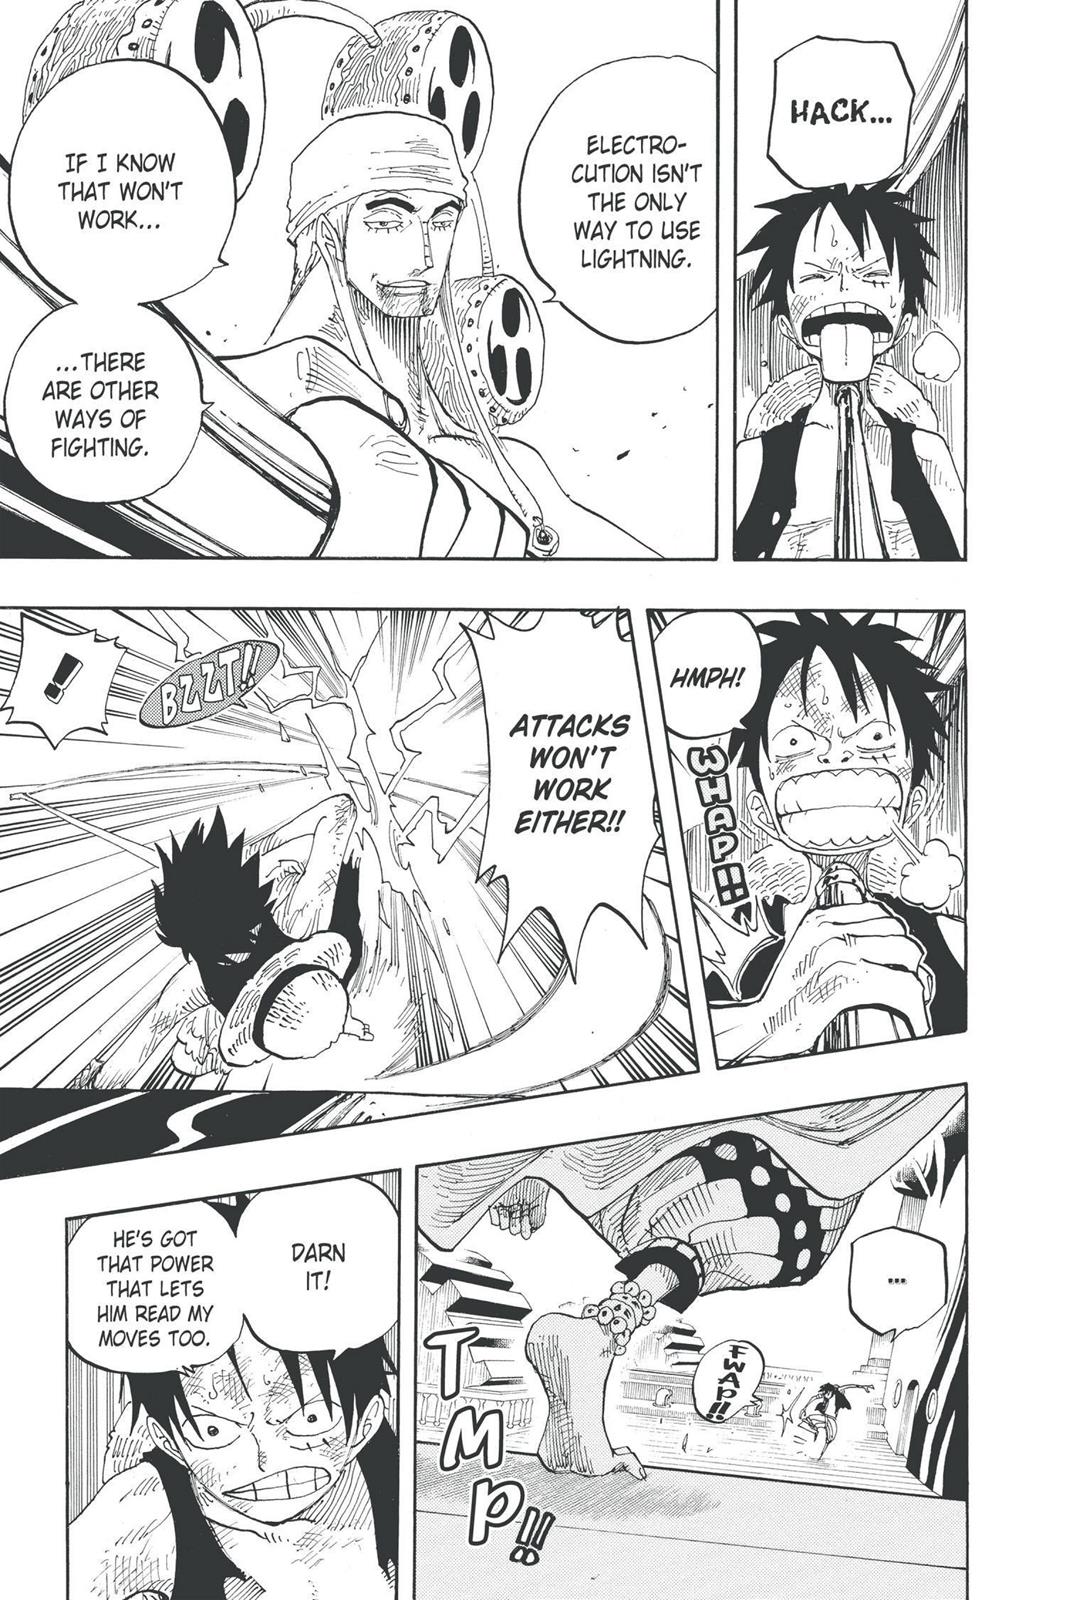 HACK...
ELECTRO-
CUTION ISN'T
THE ONLY
WAY TO USE
LIGHTNING.
IF I KNOW
THAT WON'T
WORK...
...THERE
ARE OTHER
WAYS OF
FIGHTING.
HMPH!
WHAP!!!
ATTACKS
WON'T
WORK
EITHER!!
BZZT!!
!
...
FWAP!!
TMP!!
DARN
IT!
HE'S GOT
THAT POWER
THAT LETS
HIM READ MY
MOVES TOO.